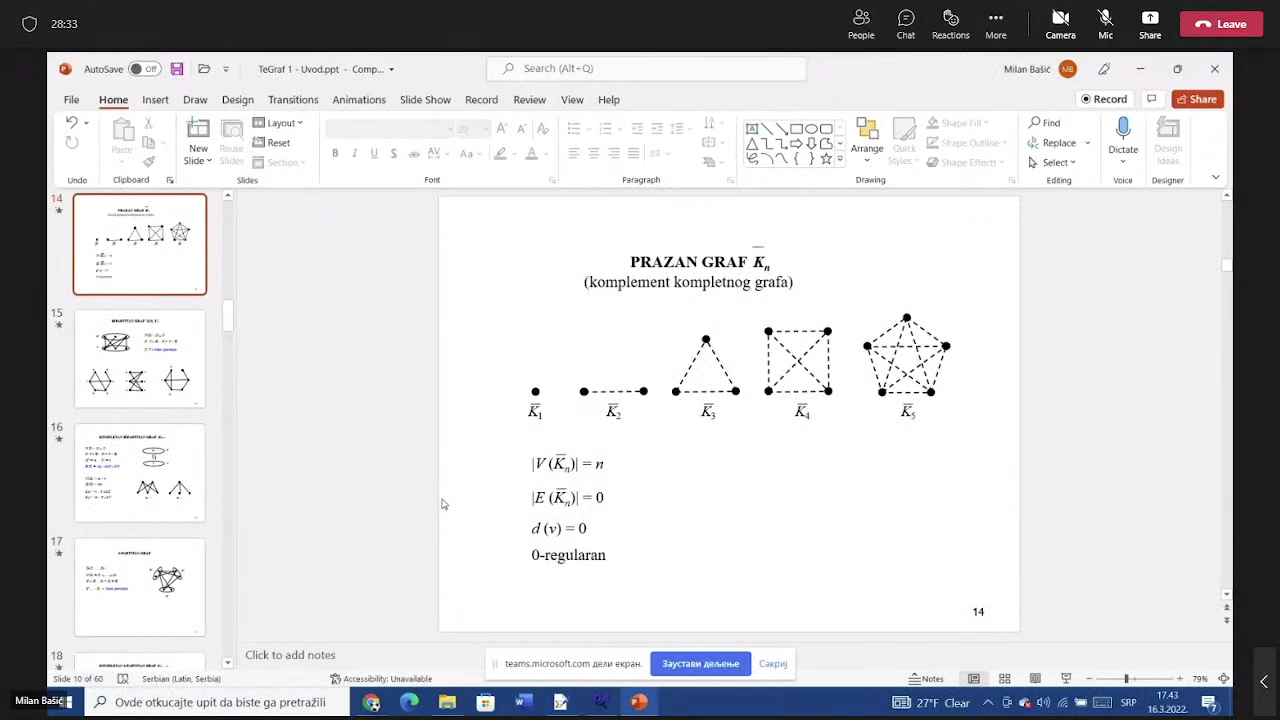 28:33
People
Chat
Reactions
More
Camera
Mic
Share
Leave
AutoSave
Off
TeGraf 1 - Uvod.ppt - Comp...
Search (Alt+Q)
Milan Bašić
MB
File
Home
Insert
Draw
Design
Transitions
Animations
Slide Show
Record
Review
View
Help
Record
Share
Paste
New Slide
Reuse Slides
Layout
Reset
Section
Arrange
Quick Styles
Shape Fill
Shape Outline
Shape Effects
Find
Replace
Select
Dictate
Design Ideas
Undo
Clipboard
Slides
Font
Paragraph
Drawing
Editing
Voice
Designer
14
15
16
17
18
PRAZAN GRAF K̅ₙ
(komplement kompletnog grafa)
K̅₁
K̅₂
K̅₃
K̅₄
K̅₅
|V (K̅ₙ)| = n
|E (K̅ₙ)| = 0
d (v) = 0
0-regularan
14
Click to add notes
teams.microsoft.com дели екран.
Заустави дељење
Сакриј
Slide 10 of 60
Serbian (Latin, Serbia)
Accessibility: Unavailable
Notes
79%
Milan Bašić
Ovde otkucajte upit da biste ga pretražili
27°F Clear
SRP
17.43
16.3.2022.
7